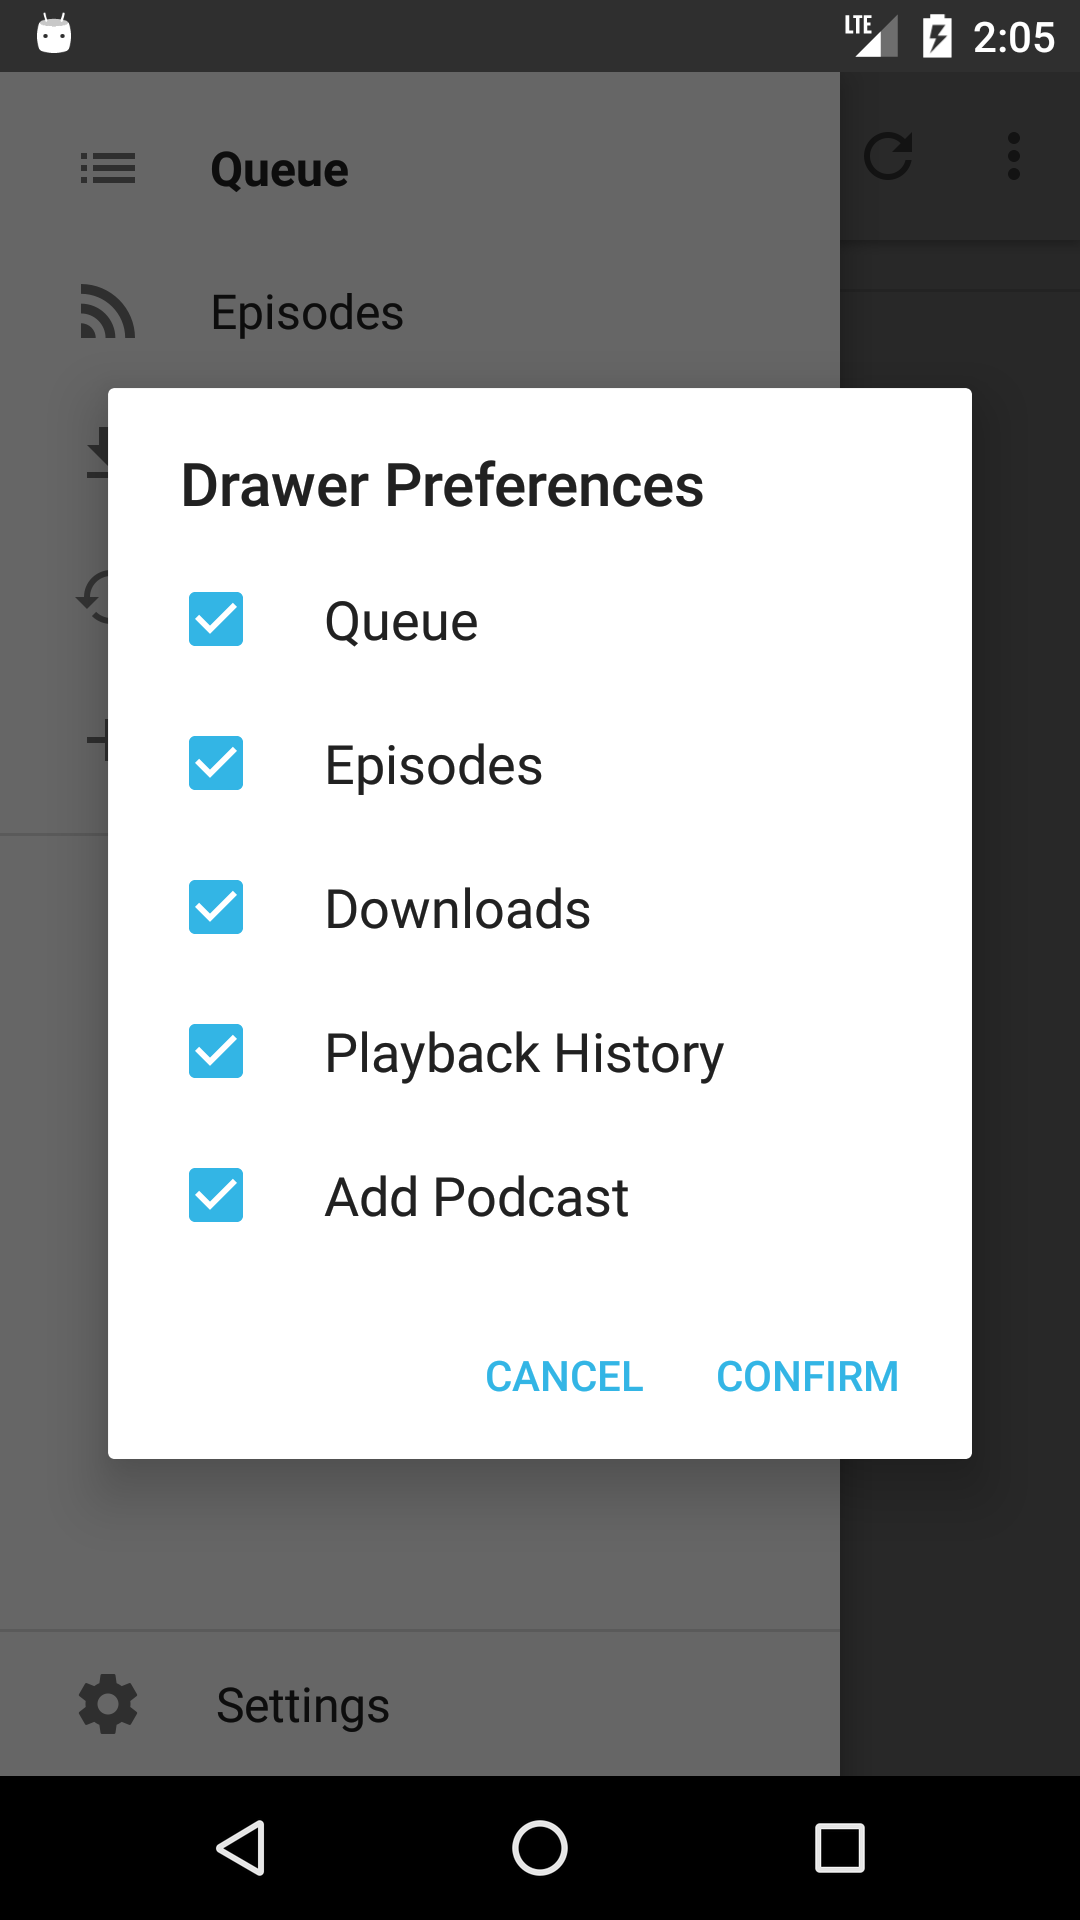 LTE 2:05
Queue
Episodes
Drawer Preferences
Queue
Episodes
Downloads
Playback History
Add Podcast
CANCEL CONFIRM
Settings